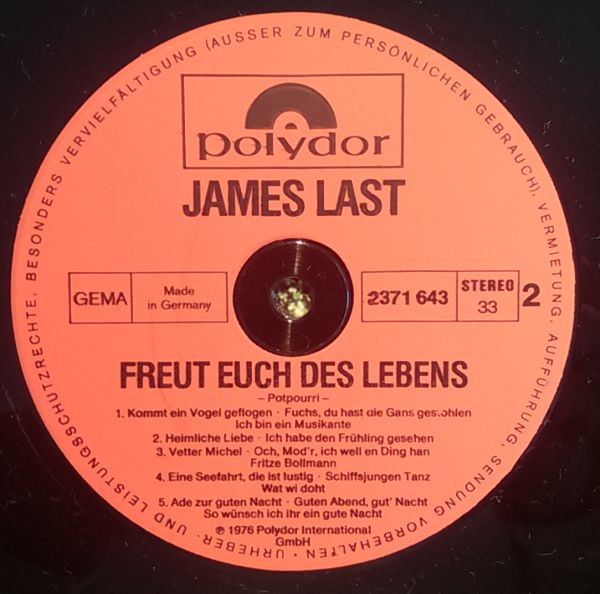 URHEBER- UND LEISTUNGSSCHUTZRECHTE, BESONDERS VERVIELFÄLTIGUNG (AUSSER ZUM PERSÖNLICHEN GEBRAUCH), VERMIETUNG, AUFFÜHRUNG, SENDUNG VORBEHALTEN ·
polydor
JAMES LAST
GEMA
Made
in Germany
2371 643
STEREO
33
2
FREUT EUCH DES LEBENS
– Potpourri –
1. Kommt ein Vogel geflogen · Fuchs, du hast die Gans gestohlen
Ich bin ein Musikante
2. Heimliche Liebe · Ich habe den Frühling gesehen
3. Vetter Michel · Och, Mod'r, ich well en Ding han
Fritze Bollmann
4. Eine Seefahrt, die ist lustig · Schiffsjungen Tanz
Wat wi doht
5. Ade zur guten Nacht · Guten Abend, gut' Nacht
So wünsch ich ihr ein gute Nacht
℗ 1976 Polydor International
GmbH